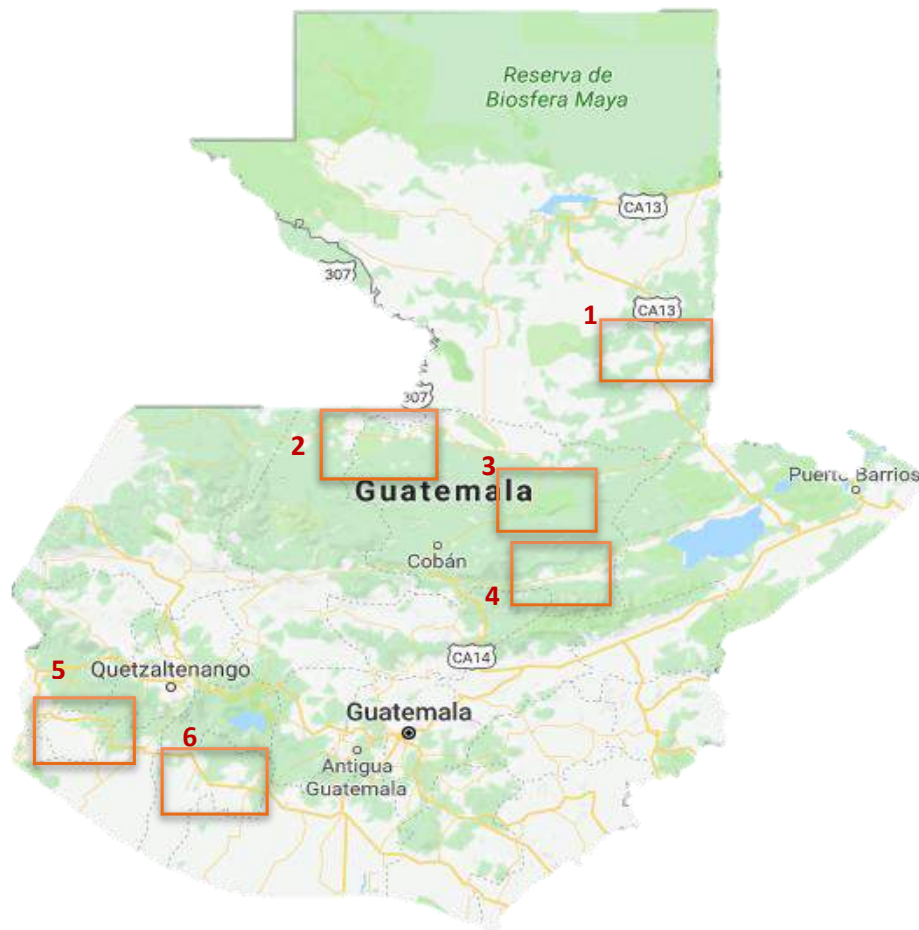 Reserva de
Biosfera Maya
CA13
307
CA13
1
307
2
3
Guatemala
Puerto Barrios
Cobán
4
CA14
5
Quetzaltenango
Guatemala
6
Antigua
Guatemala